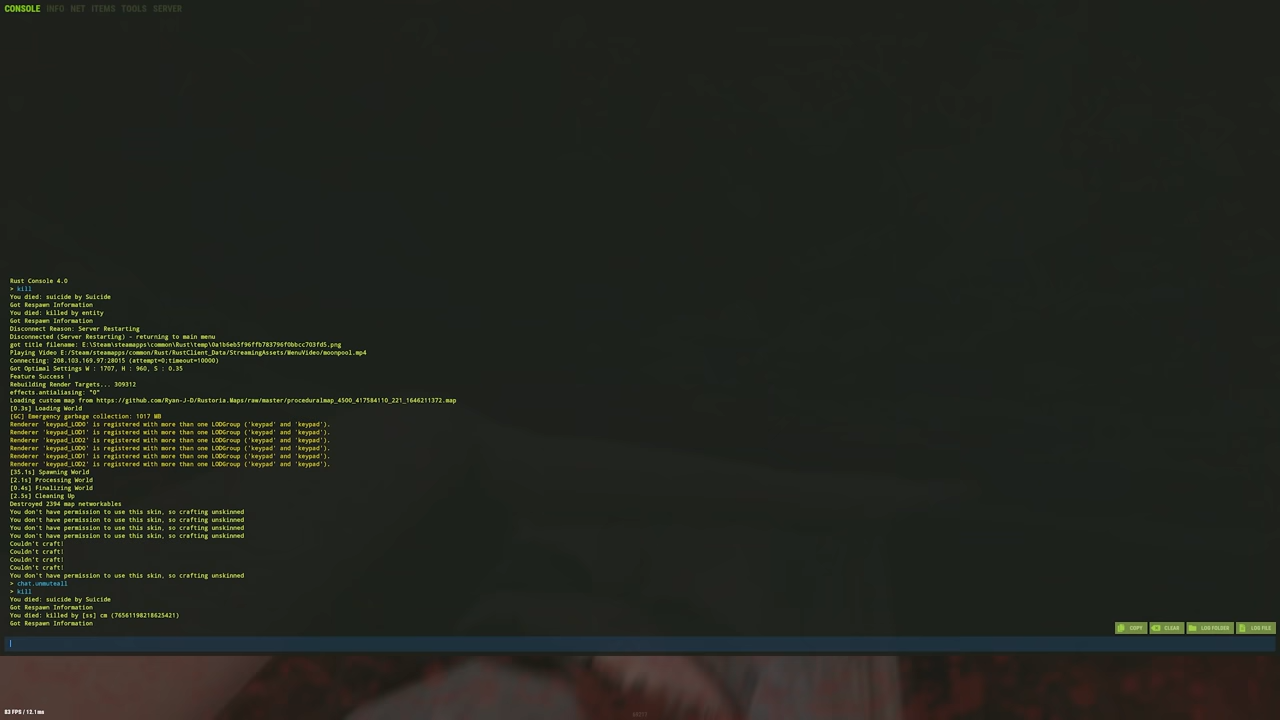 CONSOLE INFO NET ITEMS TOOLS SERVER
Rust Console 4.0
> kill
You died: suicide by Suicide
Got Respawn Information
You died: killed by entity
Got Respawn Information
Disconnect Reason: Server Restarting
Disconnected (Server Restarting) - returning to main menu
got title filename: E:\Steam\steamapps\common\Rust\temp\0a1b6eb5f96ffb783796f0bbcc703fd5.png
Playing Video E:/Steam/steamapps/common/Rust/RustClient_Data/StreamingAssets/MenuVideo/moonpool.mp4
Connecting: 208.103.169.97:28015 (attempt=0;timeout=10000)
Got Optimal Settings W : 1707, H : 960, S : 0.35
Feature Success !
Rebuilding Render Targets... 309312
effects.antialiasing: "0"
Loading custom map from https://github.com/Ryan-J-D/Rustoria.Maps/raw/master/proceduralmap_4500_417584110_221_1646211372.map
[0.3s] Loading World
[GC] Emergency garbage collection: 1017 MB
Renderer 'keypad_LOD0' is registered with more than one LODGroup ('keypad' and 'keypad').
Renderer 'keypad_LOD1' is registered with more than one LODGroup ('keypad' and 'keypad').
Renderer 'keypad_LOD2' is registered with more than one LODGroup ('keypad' and 'keypad').
Renderer 'keypad_LOD0' is registered with more than one LODGroup ('keypad' and 'keypad').
Renderer 'keypad_LOD1' is registered with more than one LODGroup ('keypad' and 'keypad').
Renderer 'keypad_LOD2' is registered with more than one LODGroup ('keypad' and 'keypad').
[35.1s] Spawning World
[2.1s] Processing World
[0.4s] Finalizing World
[2.5s] Cleaning Up
Destroyed 2394 map networkables
You don't have permission to use this skin, so crafting unskinned
You don't have permission to use this skin, so crafting unskinned
You don't have permission to use this skin, so crafting unskinned
You don't have permission to use this skin, so crafting unskinned
Couldn't craft!
Couldn't craft!
Couldn't craft!
Couldn't craft!
You don't have permission to use this skin, so crafting unskinned
> chat.unmuteall
> kill
You died: suicide by Suicide
Got Respawn Information
You died: killed by [ss] cm (76561198218625421)
Got Respawn Information
COPY CLEAR LOG FOLDER LOG FILE
83 FPS / 12.1ms